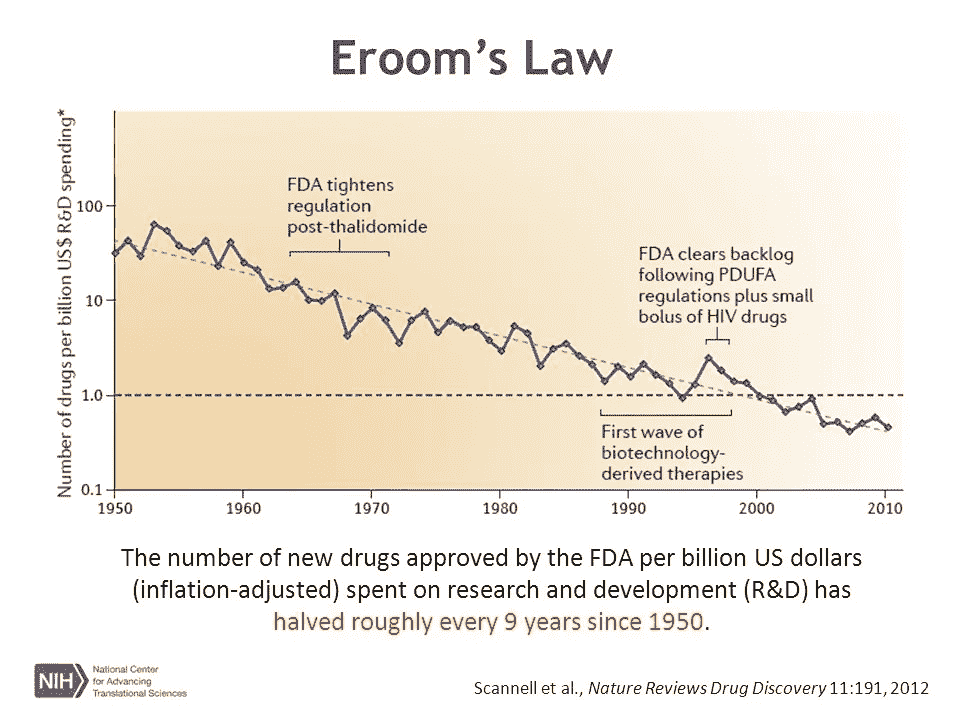 Eroom’s Law
Number of drugs per billion US$ R&D spending*
100
10
1.0
0.1
FDA tightens
regulation
post-thalidomide
FDA clears backlog
following PDUFA
regulations plus small
bolus of HIV drugs
First wave of
biotechnology-
derived therapies
1950 1960 1970 1980 1990 2000 2010
The number of new drugs approved by the FDA per billion US dollars
(inflation-adjusted) spent on research and development (R&D) has
halved roughly every 9 years since 1950.
NIH
National Center
for Advancing
Translational Sciences
Scannell et al., Nature Reviews Drug Discovery 11:191, 2012